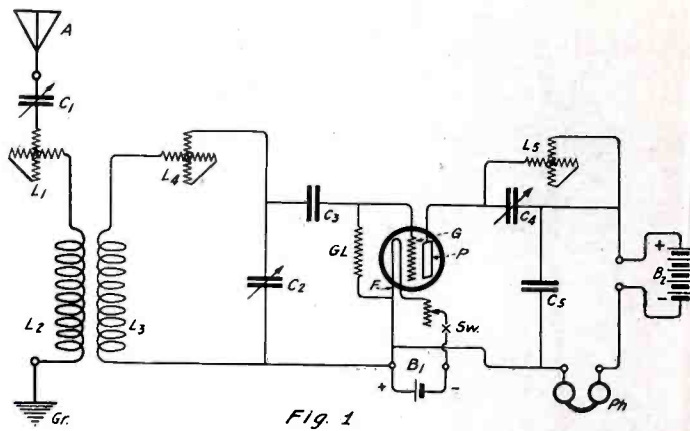 A
C1
L1
L4
L5
C3
G
C4
GL
P
F
C2
C5
+
B2
-
L2
L3
Sw.
B1
+
-
Ph
Gr.
Fig. 1